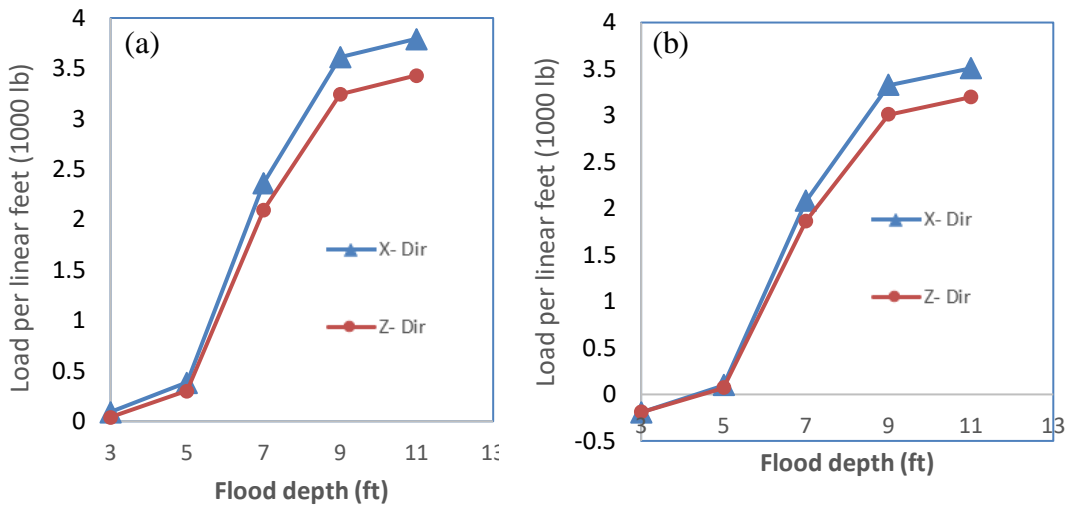 (a)
Load per linear feet (1000 lb)
4
3.5
3
2.5
2
1.5
1
0.5
0
X- Dir
Z- Dir
3 5 7 9 11 13
Flood depth (ft)
(b)
Load per linear feet (1000 lb)
4
3.5
3
2.5
2
1.5
1
0.5
0
-0.5
X- Dir
Z- Dir
3 5 7 9 11 13
Flood depth (ft)